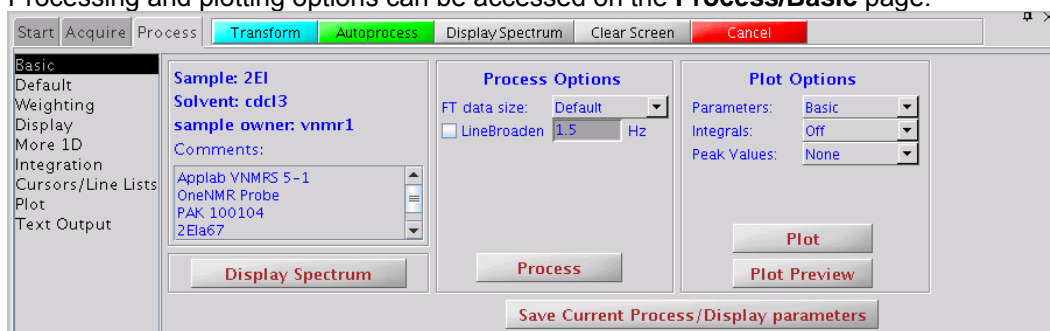 Processing and plotting options can be accessed on the Process/Basic page.
Start Acquire Process Transform Autoprocess Display Spectrum Clear Screen Cancel
Basic
Default
Weighting
Display
More 1D
Integration
Cursors/Line Lists
Plot
Text Output
Sample: 2EI
Solvent: cdcl3
sample owner: vnmr1
Comments:
Applab VNMRS 5-1
OneNMR Probe
PAK 100104
2EIa67
Display Spectrum
Process Options
FT data size: Default
LineBroaden 1.5 Hz
Process
Plot Options
Parameters: Basic
Integrals: Off
Peak Values: None
Plot
Plot Preview
Save Current Process/Display parameters